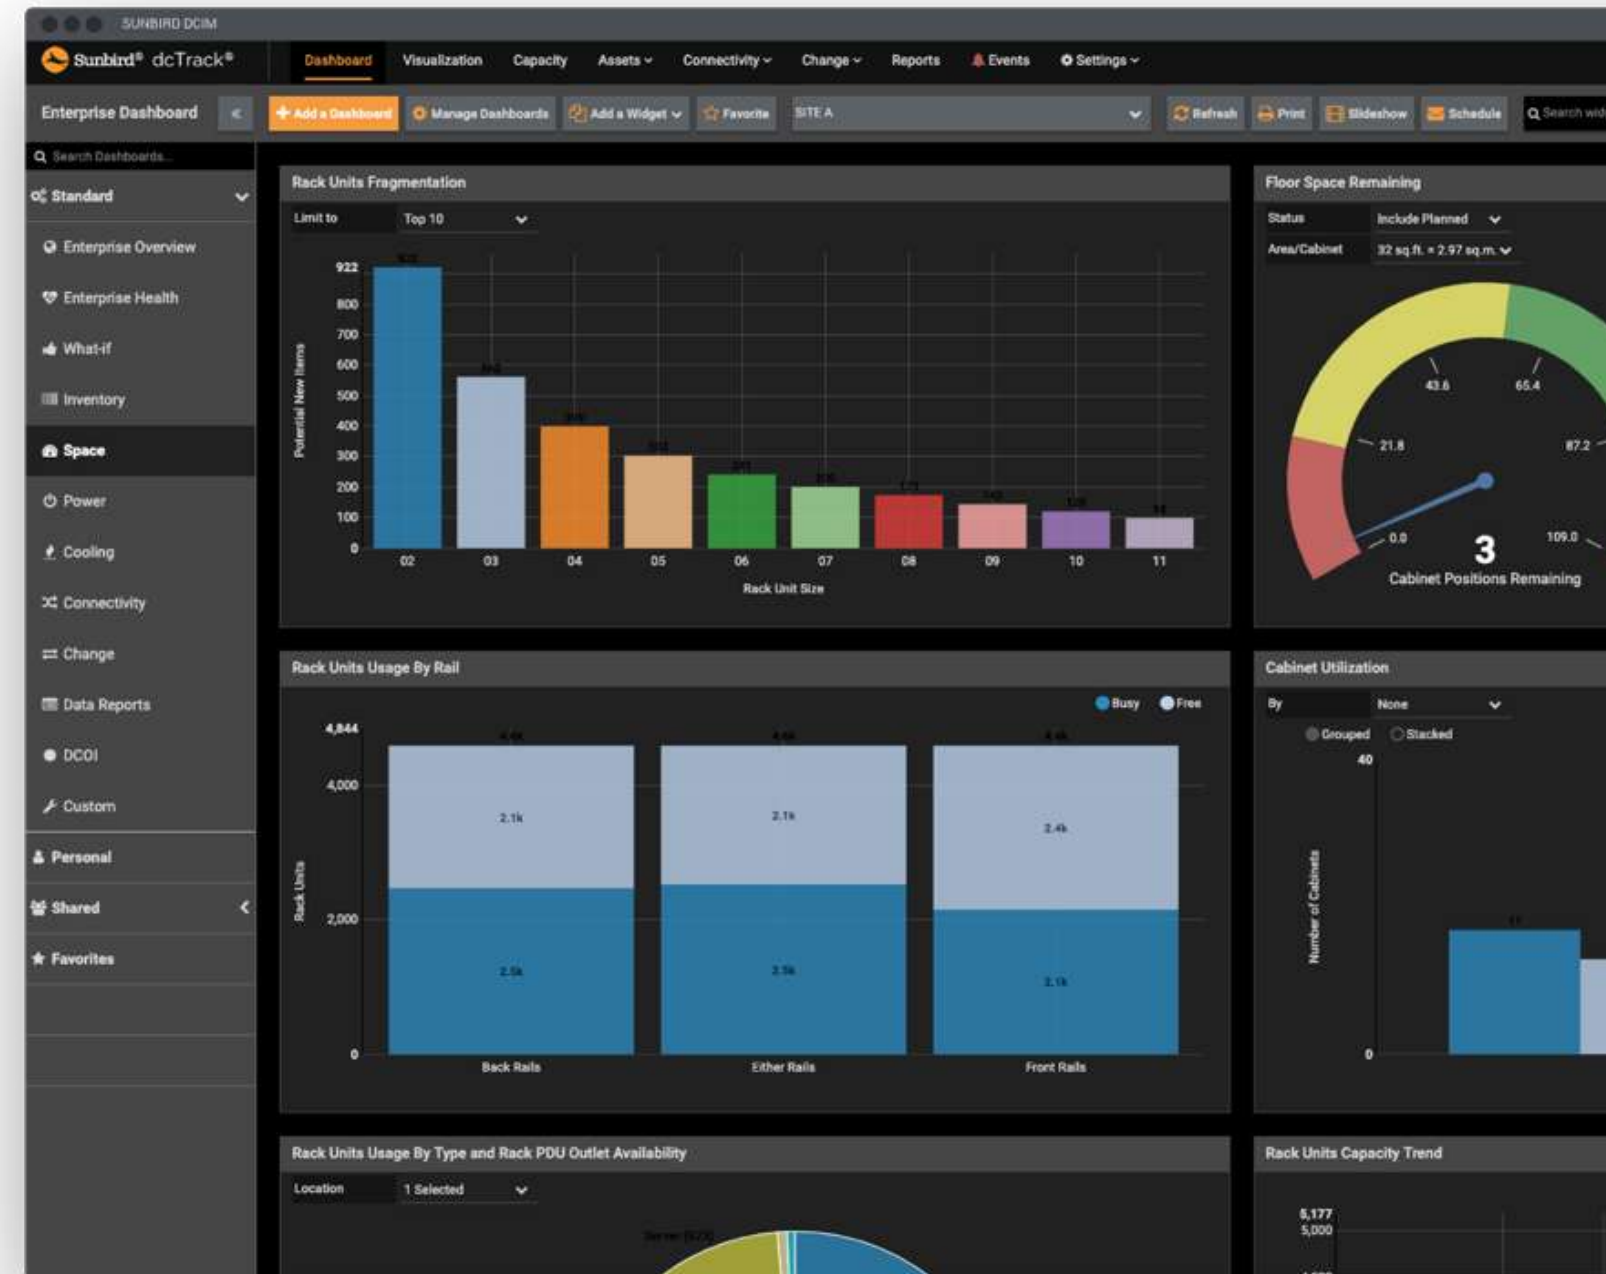 SUNBIRD DCIM
Sunbird® dcTrack®
Dashboard Visualization Capacity Assets Connectivity Change Reports Events Settings
Enterprise Dashboard
Add a Dashboard Manage Dashboards Add a Widget Favorite SITE A Refresh Print Slideshow Schedule Search wid
Search Dashboards...
Standard
Enterprise Overview
Enterprise Health
What-if
Inventory
Space
Power
Cooling
Connectivity
Change
Data Reports
DCOI
Custom
Personal
Shared
Favorites
Rack Units Fragmentation
Limit to Top 10
922
800
700
600
500
400
300
200
100
0
Potential New Items
02 03 04 05 06 07 08 09 10 11
Rack Unit Size
Floor Space Remaining
Status Include Planned
Area/Cabinet 32 sq.ft. = 2.97 sq.m.
43.6 65.4
21.8 87.2
0.0 109.0
3
Cabinet Positions Remaining
Rack Units Usage By Rail
Busy Free
4,844
4,000
2,000
0
Rack Units
2.1k 2.1k 2.4k
2.5k 2.5k 2.1k
Back Rails Either Rails Front Rails
Cabinet Utilization
By None
Grouped Stacked
40
0
Number of Cabinets
Rack Units Usage By Type and Rack PDU Outlet Availability
Location 1 Selected
Rack Units Capacity Trend
5,177
5,000